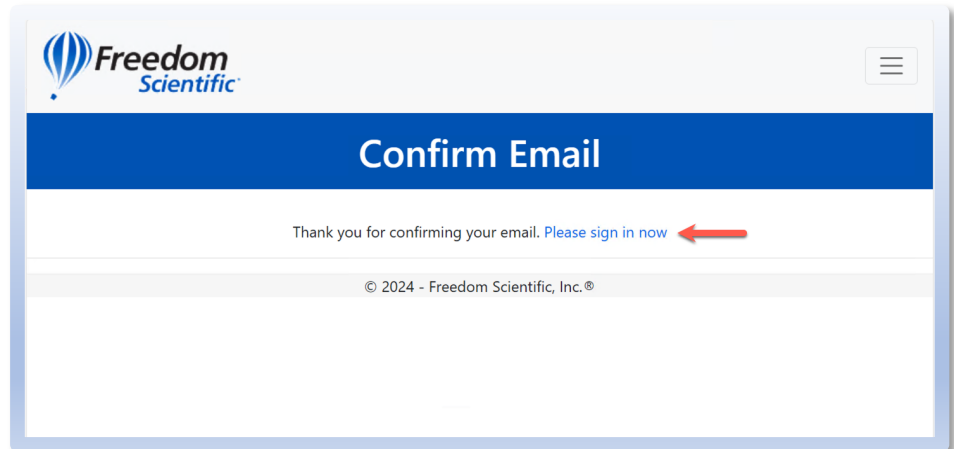 Freedom
Scientific
Confirm Email
Thank you for confirming your email. Please sign in now
© 2024 - Freedom Scientific, Inc.®